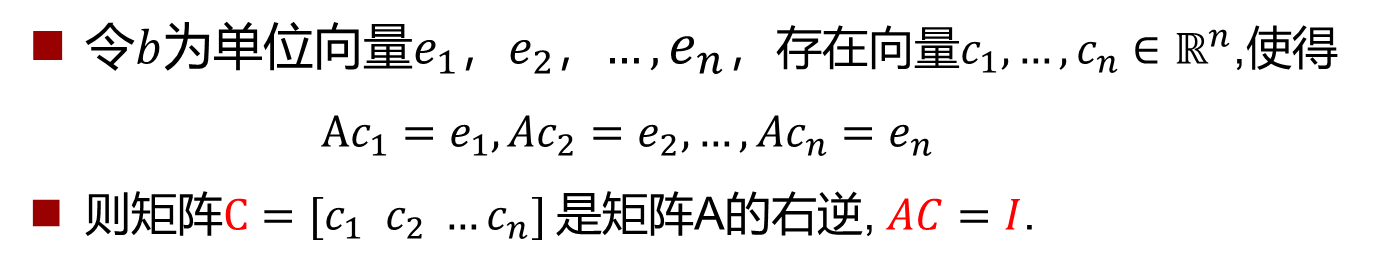 ■ 令𝑏为单位向量𝑒₁，𝑒₂，…,𝑒ₙ，存在向量𝑐₁,…,𝑐ₙ ∈ ℝⁿ,使得
A𝑐₁ = 𝑒₁,𝐴𝑐₂ = 𝑒₂,…,𝐴𝑐ₙ = 𝑒ₙ
■ 则矩阵C = [𝑐₁ 𝑐₂ …𝑐ₙ] 是矩阵A的右逆, 𝐴𝐶 = 𝐼.